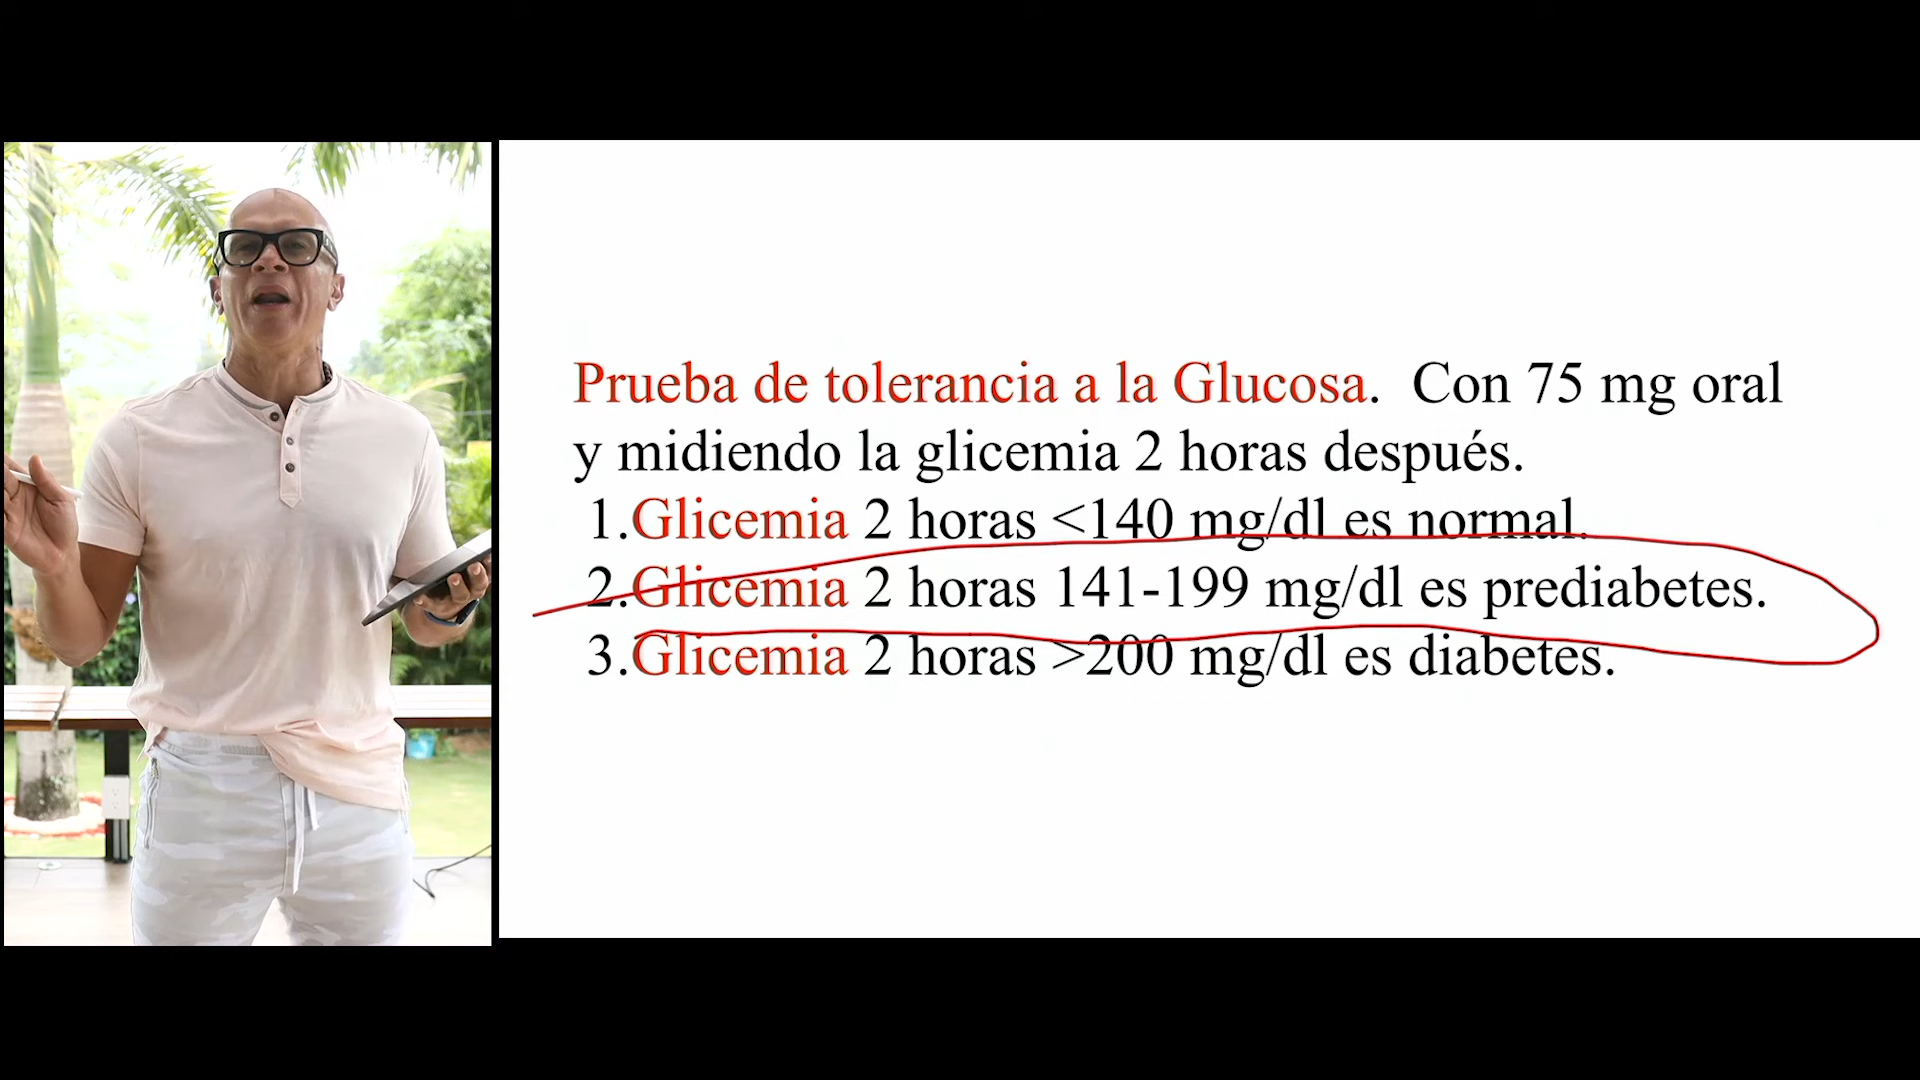 Prueba de tolerancia a la Glucosa. Con 75 mg oral
y midiendo la glicemia 2 horas después.
1.Glicemia 2 horas <140 mg/dl es normal.
2.Glicemia 2 horas 141-199 mg/dl es prediabetes.
3.Glicemia 2 horas >200 mg/dl es diabetes.